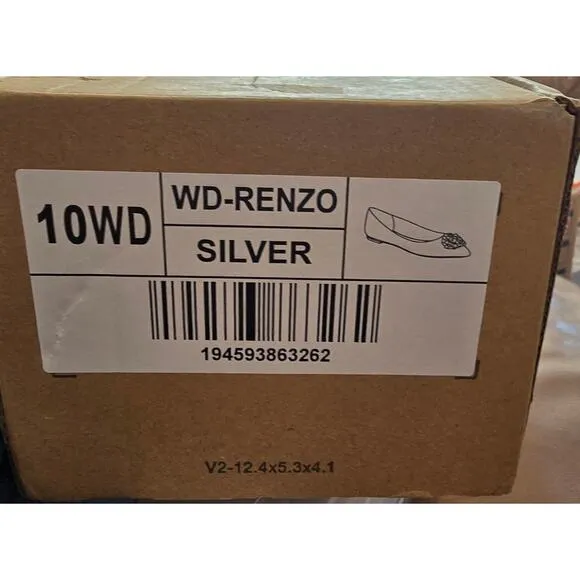 10WD
WD-RENZO
SILVER
194593863262
V2-12.4x5.3x4.1